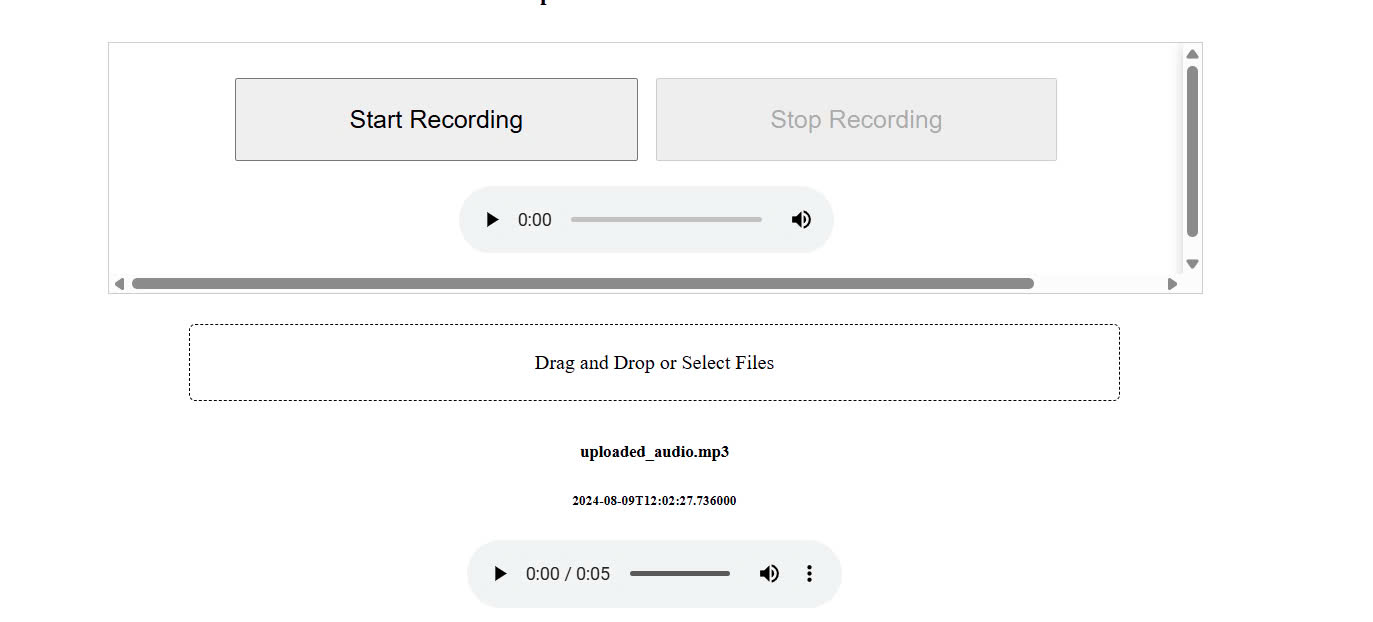 Start Recording
Stop Recording
0:00
Drag and Drop or Select Files
uploaded_audio.mp3
2024-08-09T12:02:27.736000
0:00 / 0:05